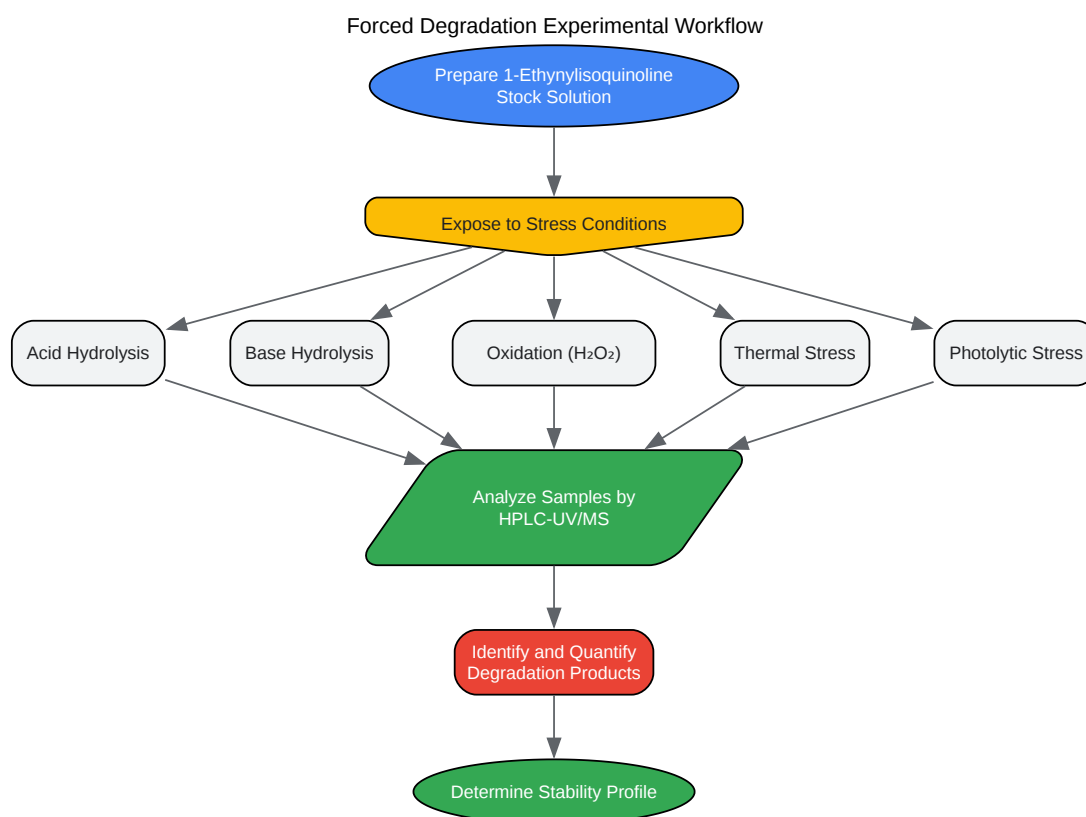 Forced Degradation Experimental Workflow
Prepare 1-Ethynylisoquinoline
Stock Solution
Expose to Stress Conditions
Acid Hydrolysis
Base Hydrolysis
Oxidation (H₂O₂)
Thermal Stress
Photolytic Stress
Analyze Samples by
HPLC-UV/MS
Identify and Quantify
Degradation Products
Determine Stability Profile